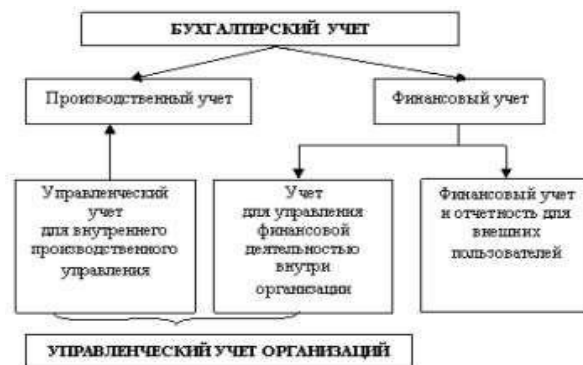 БУХГАЛТЕРСКИЙ УЧЕТ
Производственный учет
Финансовый учет
Управленческий
учет
для внутреннего
производственного
управления
Учет
для управления
финансовой
деятельностью
внутри
организации
Финансовый учет
и отчетность для
внешних
пользователей
УПРАВЛЕНЧЕСКИЙ УЧЕТ ОРГАНИЗАЦИЙ